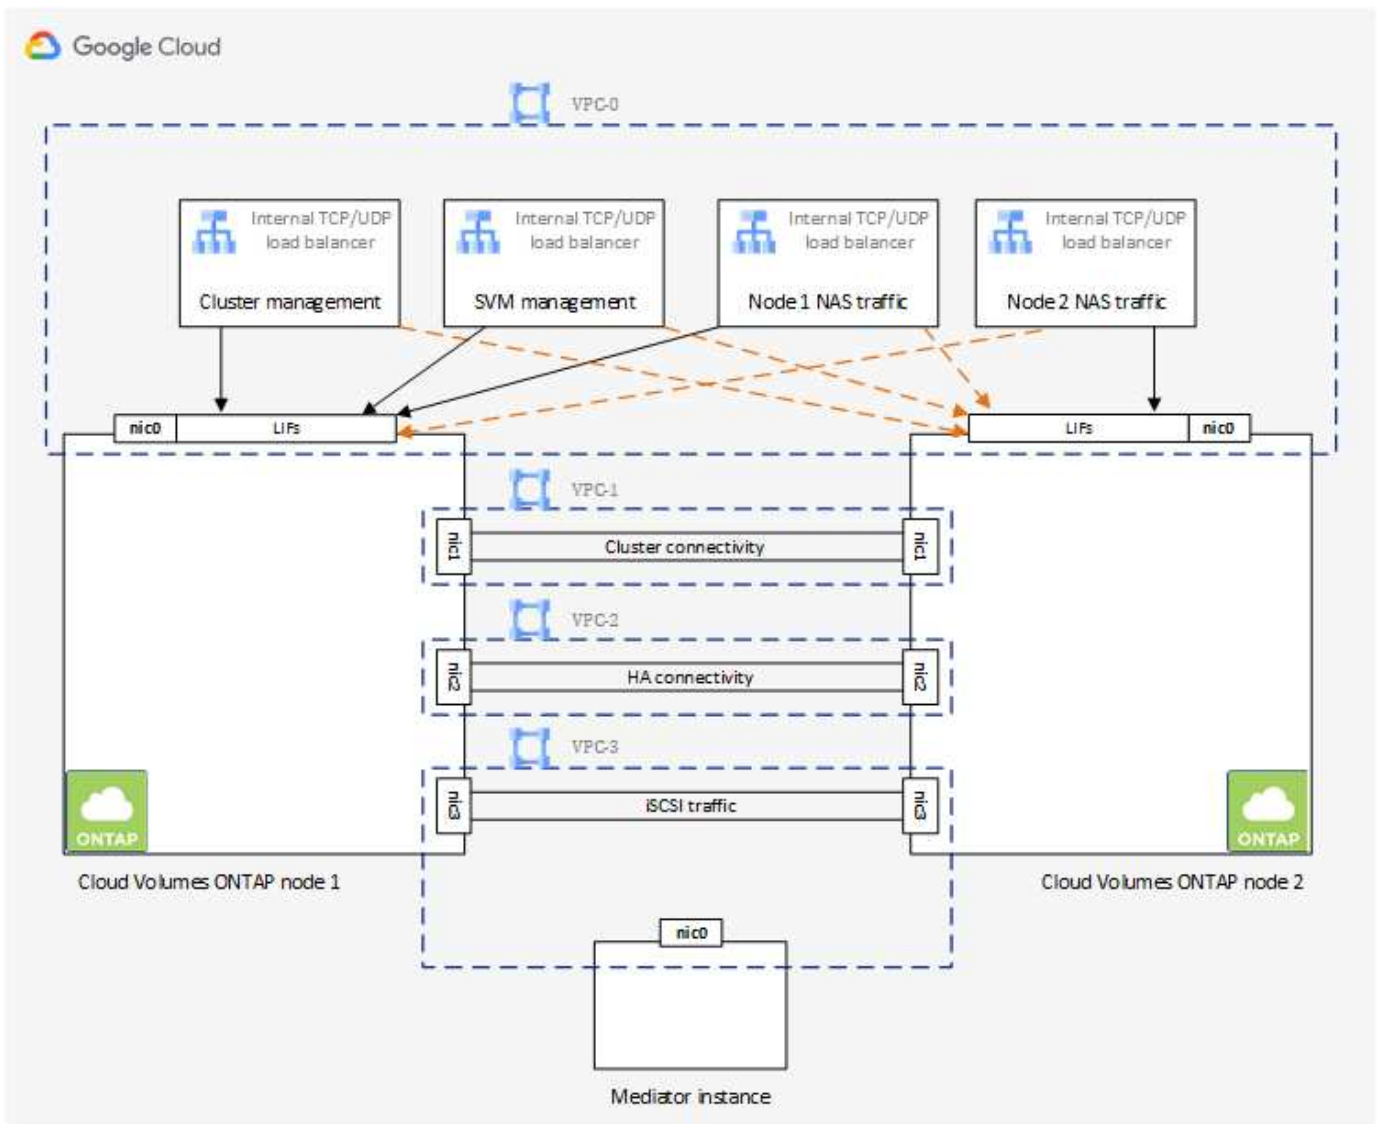 Google Cloud
VPC-0
Internal TCP/UDP
load balancer
Cluster management
Internal TCP/UDP
load balancer
SVM management
Internal TCP/UDP
load balancer
Node 1 NAS traffic
Internal TCP/UDP
load balancer
Node 2 NAS traffic
nic0
LIFs
LIFs
nic0
VPC-1
nic1
Cluster connectivity
nic1
VPC-2
nic2
HA connectivity
nic2
VPC-3
nic3
iSCSI traffic
nic3
ONTAP
ONTAP
Cloud Volumes ONTAP node 1
Cloud Volumes ONTAP node 2
nic0
Mediator instance